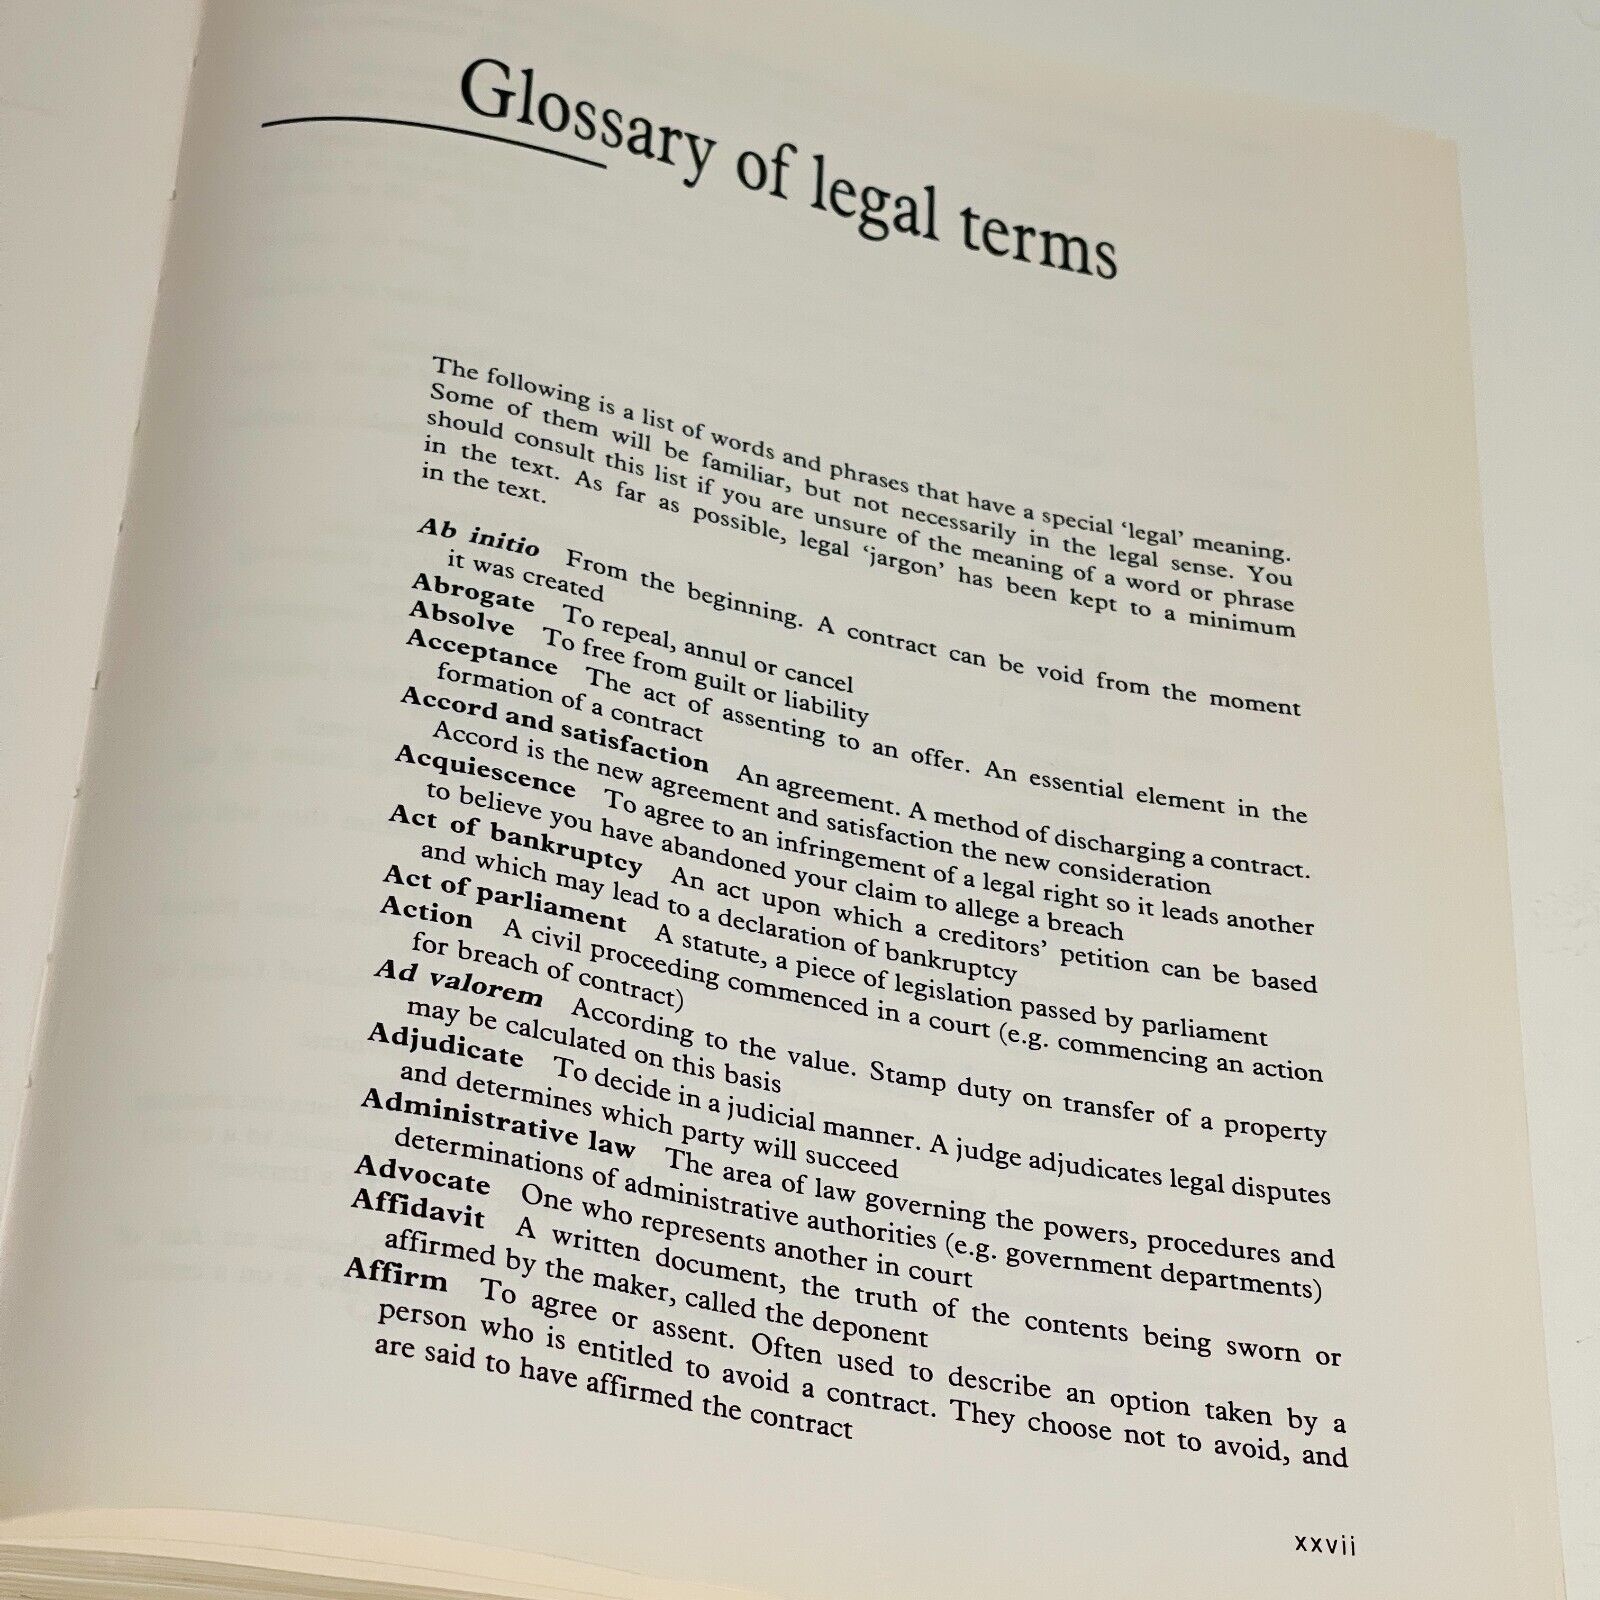 Glossary of legal terms
The following is a list of words and phrases that have a special ‘legal’ meaning.
Some of them will be familiar, but not necessarily in the legal sense. You
should consult this list if you are unsure of the meaning of a word or phrase
in the text. As far as possible, legal ‘jargon’ has been kept to a minimum
in the text.
Ab initio From the beginning. A contract can be void from the moment
it was created
Abrogate To repeal, annul or cancel
Absolve To free from guilt or liability
Acceptance The act of assenting to an offer. An essential element in the
formation of a contract
Accord and satisfaction An agreement. A method of discharging a contract.
Accord is the new agreement and satisfaction the new consideration
Acquiescence To agree to an infringement of a legal right so it leads another
to believe you have abandoned your claim to allege a breach
Act of bankruptcy An act upon which a creditors’ petition can be based
and which may lead to a declaration of bankruptcy
Act of parliament A statute, a piece of legislation passed by parliament
Action A civil proceeding commenced in a court (e.g. commencing an action
for breach of contract)
Ad valorem According to the value. Stamp duty on transfer of a property
may be calculated on this basis
Adjudicate To decide in a judicial manner. A judge adjudicates legal disputes
and determines which party will succeed
Administrative law The area of law governing the powers, procedures and
determinations of administrative authorities (e.g. government departments)
Advocate One who represents another in court
Affidavit A written document, the truth of the contents being sworn or
affirmed by the maker, called the deponent
Affirm To agree or assent. Often used to describe an option taken by a
person who is entitled to avoid a contract. They choose not to avoid, and
are said to have affirmed the contract
xxvii